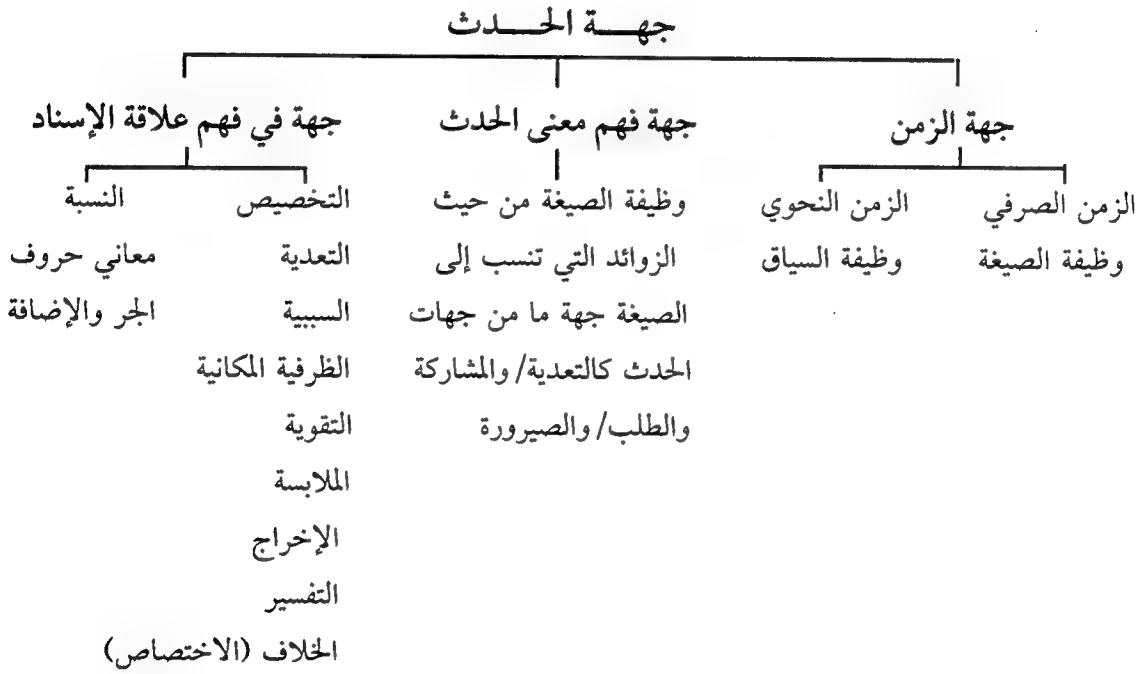 جهة الحدث
جهة الزمن جهة فهم معنى الحدث جهة في فهم علاقة الإسناد
الزمن الصرفي الزمن النحوي وظيفة الصيغة من حيث التخصيص النسبة
وظيفة الصيغة وظيفة السياق الزوائد التي تنسب إلى التعدية معاني حروف
الصيغة جهة ما من جهات السببية الجر والإضافة
الحدث كالتعدية/ والمشاركة الظرفية المكانية
والطلب/ والصيرورة التقوية
الملابسة
الإخراج
التفسير
الخلاف (الاختصاص)